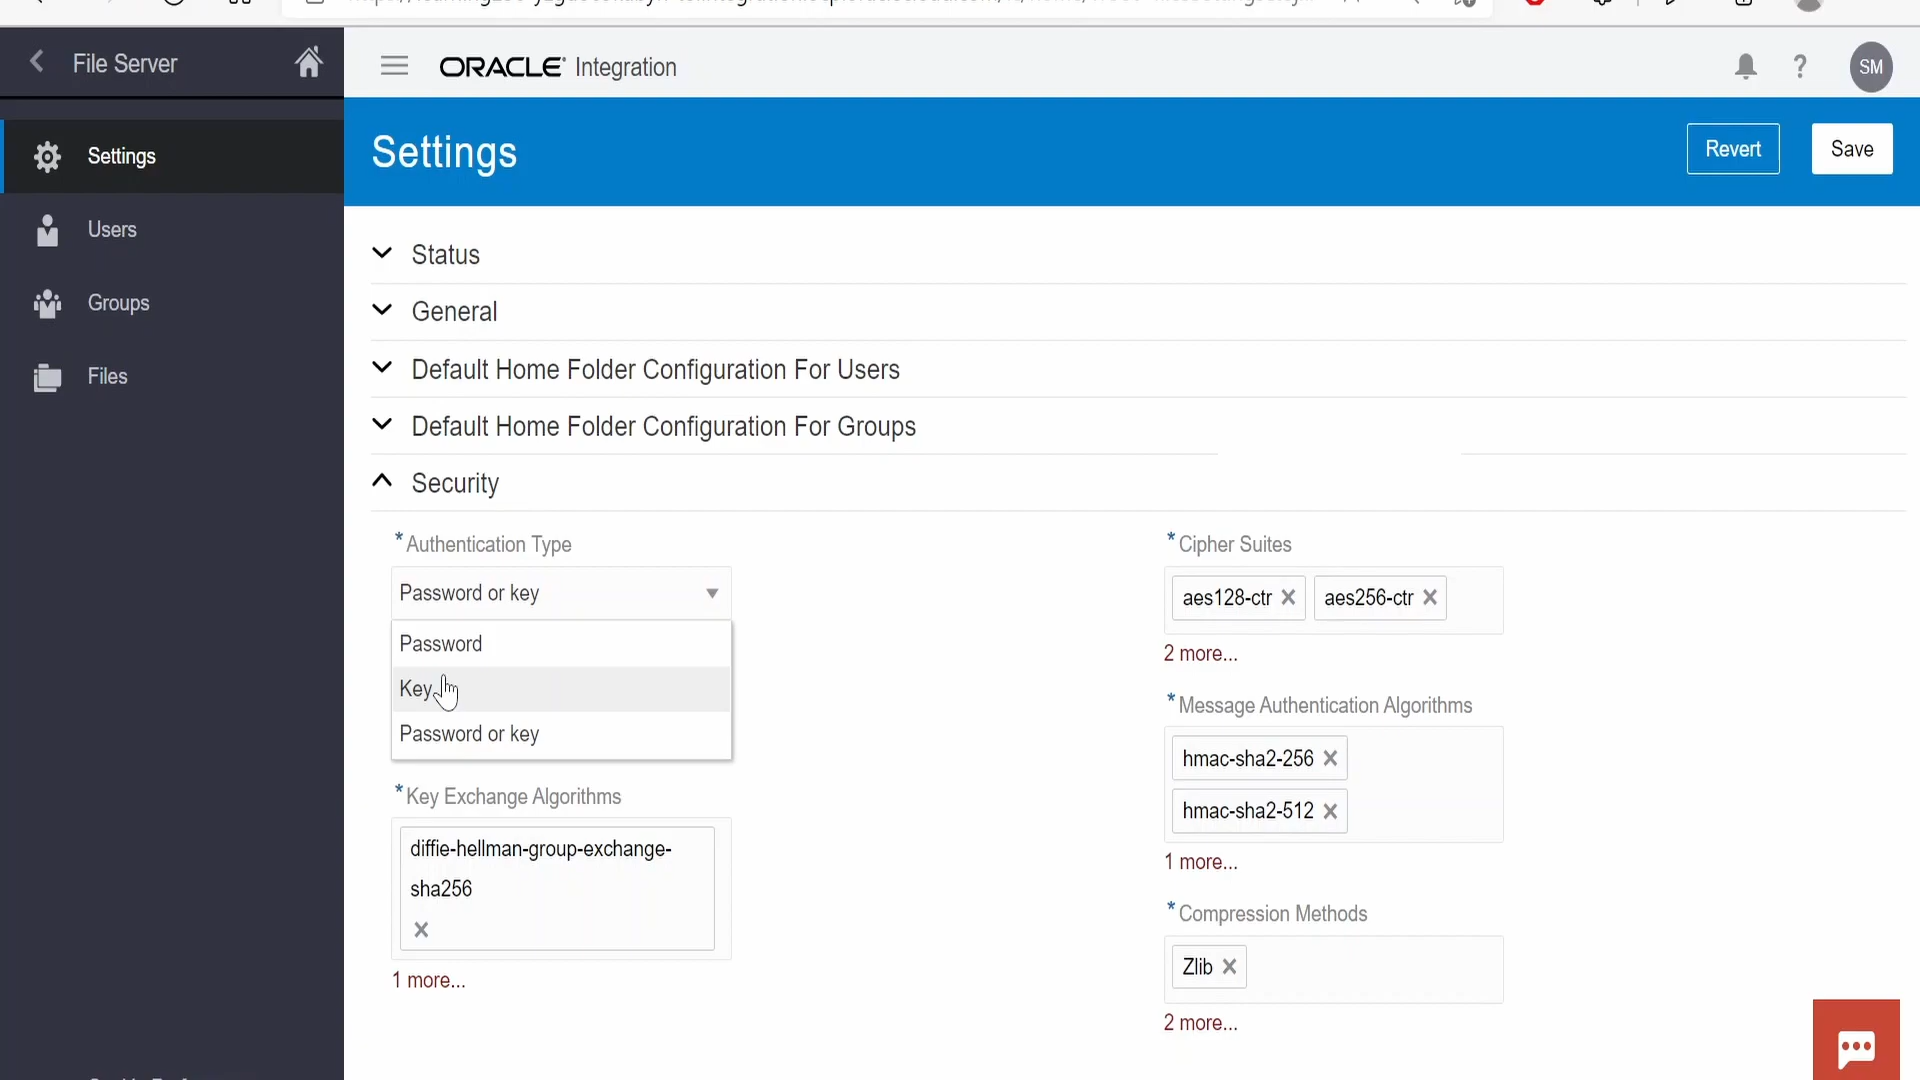 File Server
ORACLE Integration
SM
Settings
Users
Groups
Files
Settings
Revert
Save
Status
General
Default Home Folder Configuration For Users
Default Home Folder Configuration For Groups
Security
* Authentication Type
Password or key
Password
Key
Password or key
* Key Exchange Algorithms
diffie-hellman-group-exchange-
sha256
1 more...
* Cipher Suites
aes128-ctr aes256-ctr
2 more...
* Message Authentication Algorithms
hmac-sha2-256
hmac-sha2-512
1 more...
* Compression Methods
Zlib
2 more...